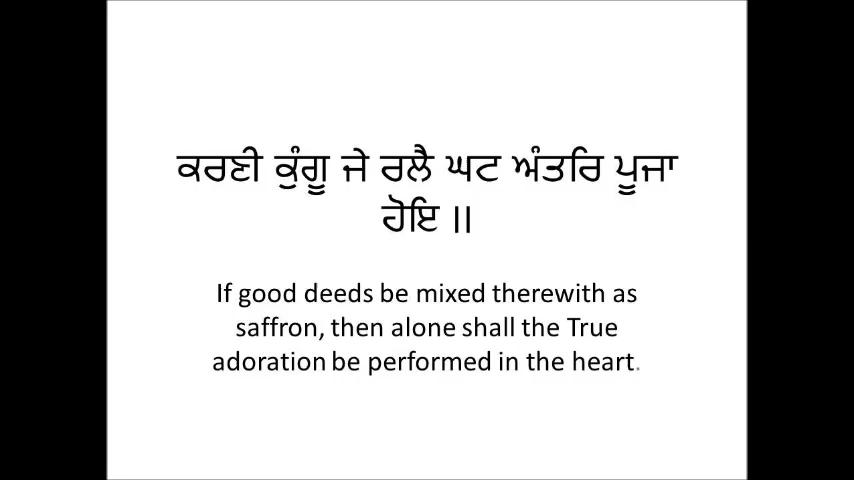 ਕਰਣੀ ਕੁੰਗੂ ਜੇ ਰਲੈ ਘਟ ਅੰਤਰਿ ਪੂਜਾ
ਹੋਇ ॥
If good deeds be mixed therewith as
saffron, then alone shall the True
adoration be performed in the heart.